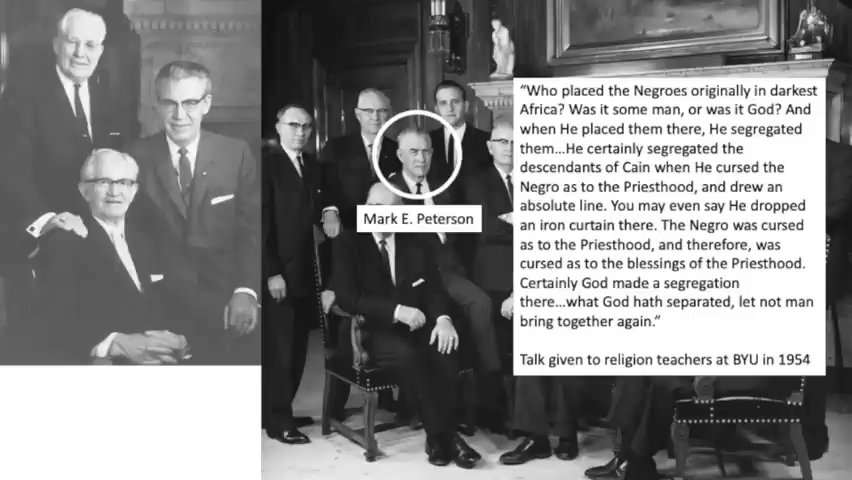 “Who placed the Negroes originally in darkest
Africa? Was it some man, or was it God? And
when He placed them there, He segregated
them...He certainly segregated the
descendants of Cain when He cursed the
Negro as to the Priesthood, and drew an
absolute line. You may even say He dropped
an iron curtain there. The Negro was cursed
as to the Priesthood, and therefore, was
cursed as to the blessings of the Priesthood.
Certainly God made a segregation
there...what God hath separated, let not man
bring together again.”
Talk given to religion teachers at BYU in 1954
Mark E. Peterson